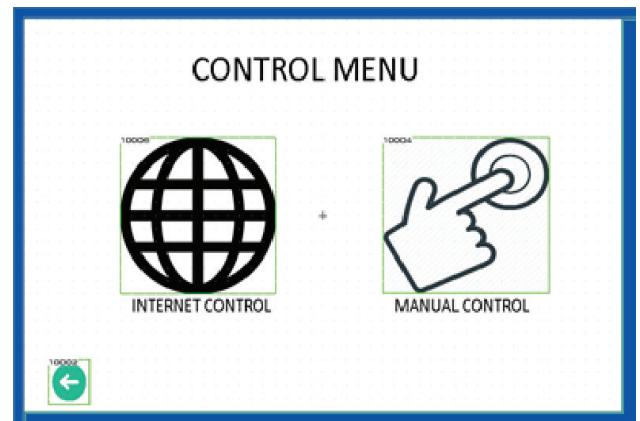 CONTROL MENU
10006 10004
INTERNET CONTROL MANUAL CONTROL
10002